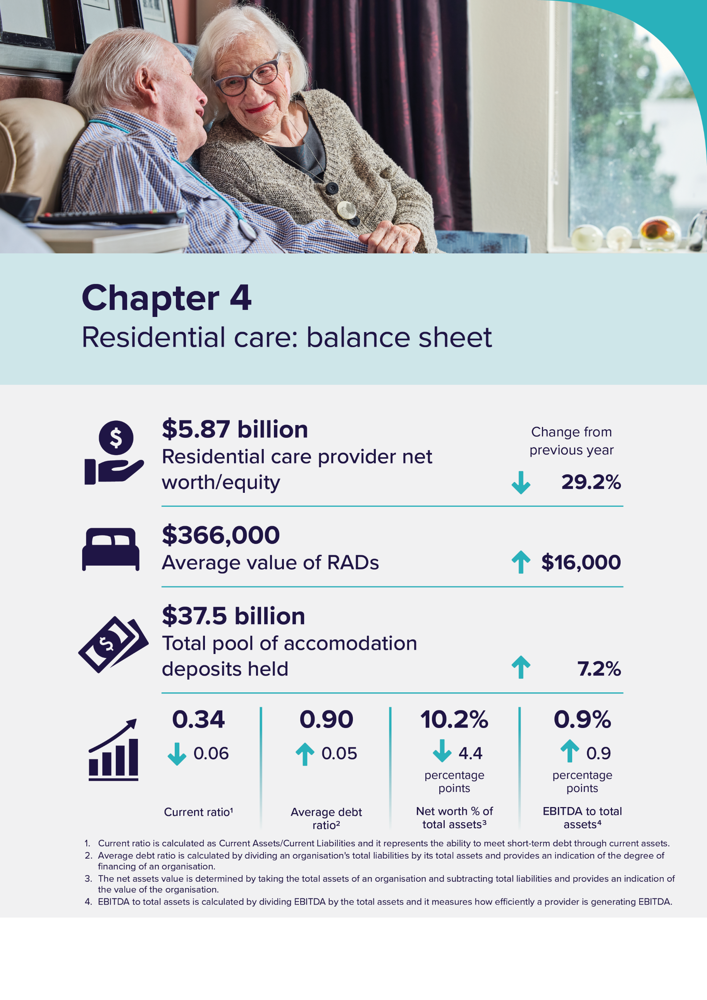 Chapter 4
Residential care: balance sheet
$5.87 billion
Residential care provider net
worth/equity
Change from
previous year
29.2%
$366,000
Average value of RADs
$16,000
$37.5 billion
Total pool of accomodation
deposits held
7.2%
0.34
0.06
Current ratio¹
0.90
0.05
Average debt
ratio²
10.2%
4.4
percentage
points
Net worth % of
total assets³
0.9%
0.9
percentage
points
EBITDA to total
assets⁴
1. Current ratio is calculated as Current Assets/Current Liabilities and it represents the ability to meet short-term debt through current assets.
2. Average debt ratio is calculated by dividing an organisation's total liabilities by its total assets and provides an indication of the degree of
financing of an organisation.
3. The net assets value is determined by taking the total assets of an organisation and subtracting total liabilities and provides an indication of
the value of the organisation.
4. EBITDA to total assets is calculated by dividing EBITDA by the total assets and it measures how efficiently a provider is generating EBITDA.